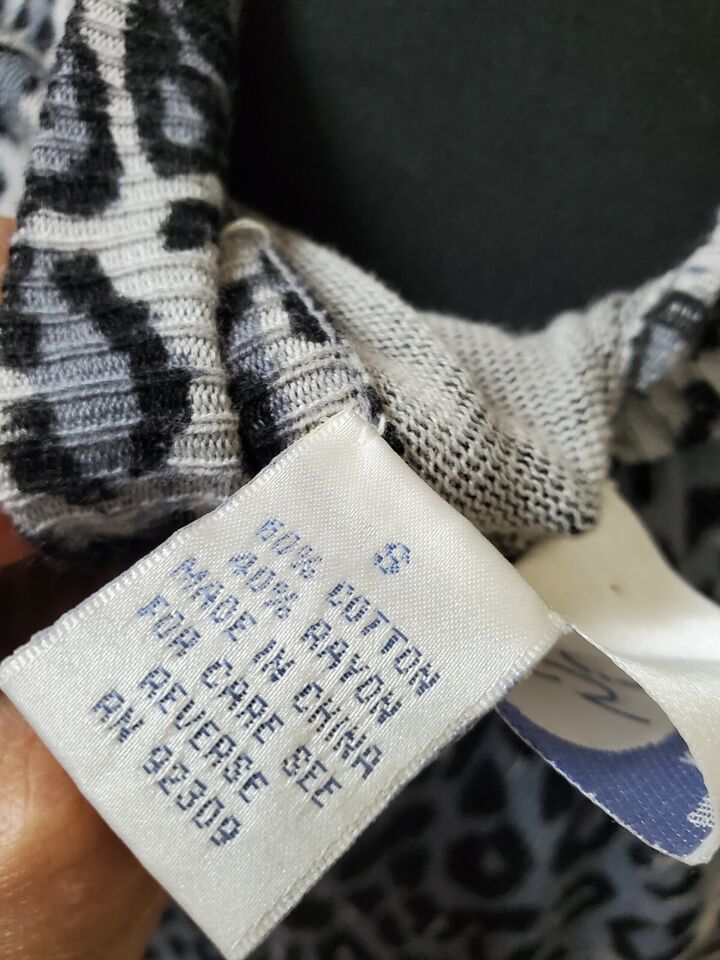 S
60% COTTON
40% RAYON
MADE IN CHINA
FOR CARE SEE
REVERSE
RN 92309